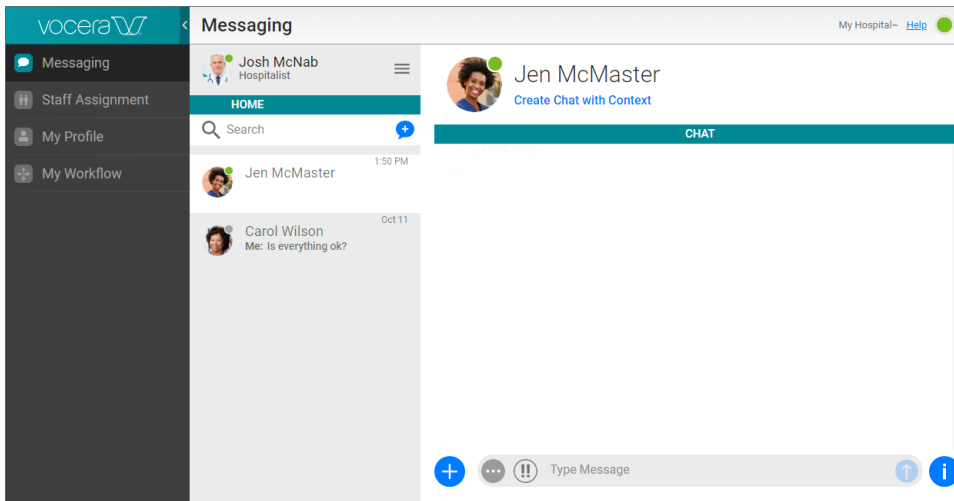 vocera
Messaging
My Hospital~ Help
Messaging
Staff Assignment
My Profile
My Workflow
Josh McNab
Hospitalist
HOME
Search
1:50 PM
Jen McMaster
Oct 11
Carol Wilson
Me: Is everything ok?
Jen McMaster
Create Chat with Context
CHAT
Type Message